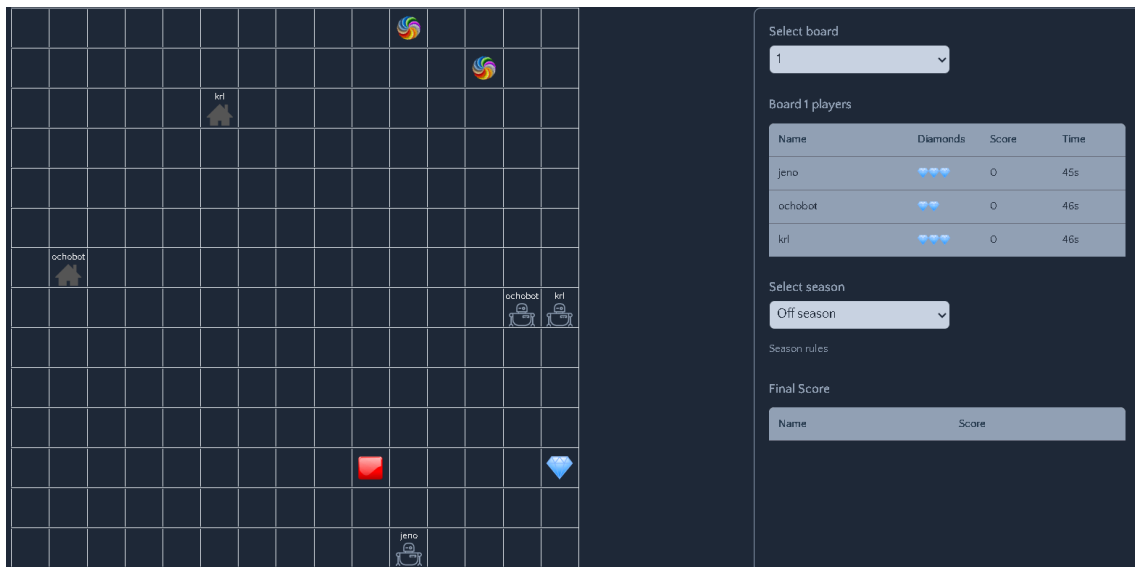 krl
ochobot
ochobot krl
jeno
Select board
1
Board 1 players
Name Diamonds Score Time
jeno 0 45s
ochobot 0 46s
krl 0 46s
Select season
Off season
Season rules
Final Score
Name Score